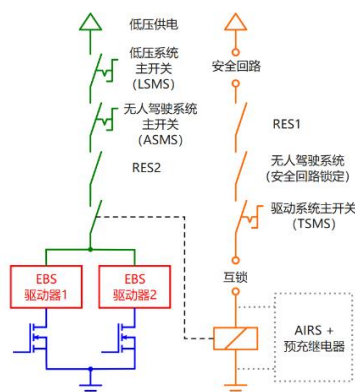 低压供电
低压系统
主开关
(LSMS)
无人驾驶系统
主开关
(ASMS)
RES2
EBS
驱动器1
EBS
驱动器2
安全回路
RES1
无人驾驶系统
(安全回路锁定)
驱动系统主开关
(TSMS)
互锁
AIRS +
预充继电器